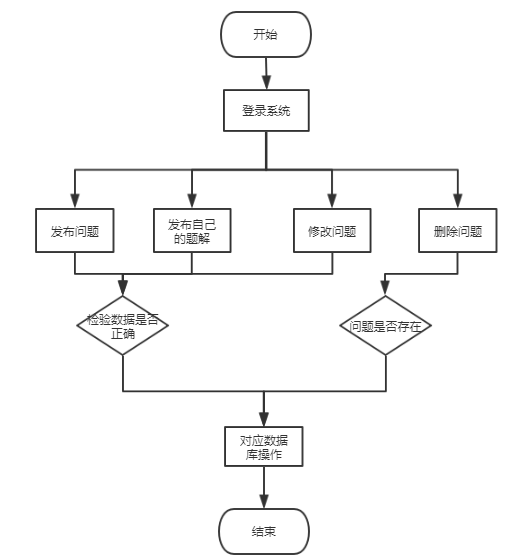 开始
登录系统
发布问题
发布自己
的题解
修改问题
删除问题
检验数据是否
正确
问题是否存在
对应数据
库操作
结束